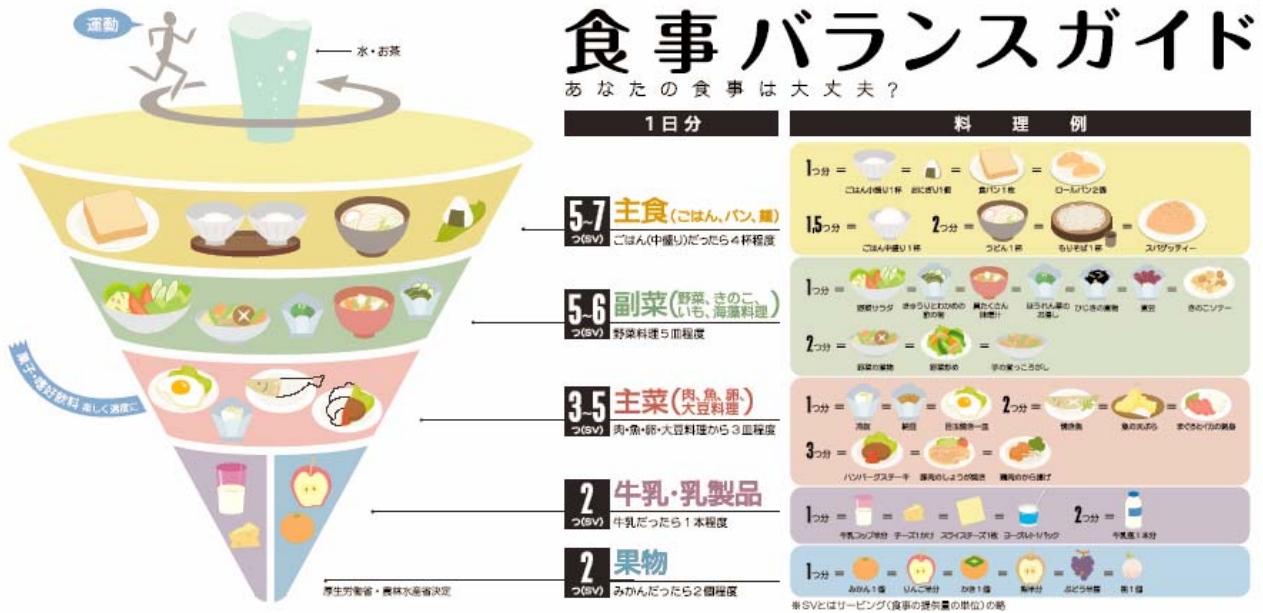 運動
水・お茶
食事バランスガイド
あなたの食事は大丈夫?
1日分
料理例
5~7
つ(SV)
主食(ごはん、パン、麺)
ごはん(中盛り)だったら4杯程度
1つ分 = ごはん小盛り1杯 = おにぎり1個 = 食パン1枚 = ロールパン2個
1.5つ分 = ごはん中盛り1杯 2つ分 = うどん1杯 = もりそば1杯 = スパゲッティー
5~6
つ(SV)
副菜(野菜、きのこ、いも、海藻料理)
野菜料理5皿程度
1つ分 = 野菜サラダ = きゅうりとわかめの酢の物 = 具たくさん味噌汁 = ほうれん草のお浸し = ひじきの煮物 = 煮豆 = きのこソテー
2つ分 = 野菜の煮物 = 野菜炒め = 芋の煮っころがし
菓子・嗜好飲料 楽しく適度に
3~5
つ(SV)
主菜(肉、魚、卵、大豆料理)
肉・魚・卵・大豆料理から3皿程度
1つ分 = 冷奴 = 納豆 = 目玉焼き一皿 2つ分 = 焼き魚 = 魚の天ぷら = まぐろとイカの刺身
3つ分 = ハンバーグステーキ = 豚肉のしょうが焼き = 鶏肉のから揚げ
2
つ(SV)
牛乳・乳製品
牛乳だったら1本程度
1つ分 = 牛乳コップ半分 = チーズ1かけ = スライスチーズ1枚 = ヨーグルト1パック 2つ分 = 牛乳瓶1本分
2
つ(SV)
果物
みかんだったら2個程度
1つ分 = みかん1個 = りんご半分 = かき1個 = 梨半分 = ぶどう半房 = 桃1個
厚生労働省・農林水産省決定
※SVとはサービング(食事の提供量の単位)の略